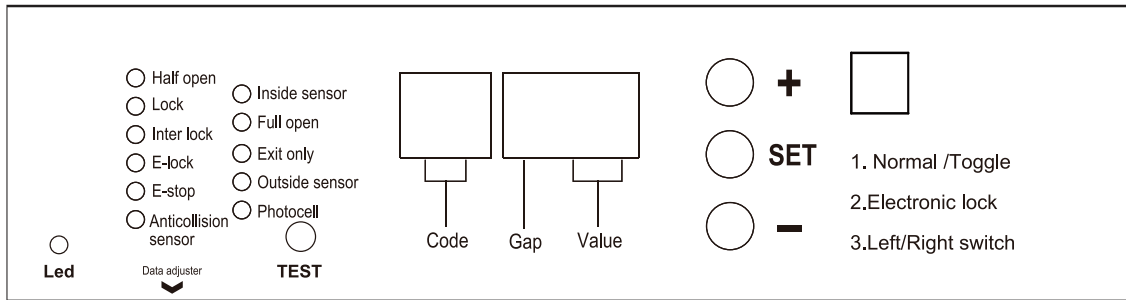 Half open
Lock
Inter lock
E-lock
E-stop
Anticollision
sensor
Inside sensor
Full open
Exit only
Outside sensor
Photocell
Led
Data adjuster
TEST
Code
Gap
Value
+
SET
-
1. Normal /Toggle
2.Electronic lock
3.Left/Right switch